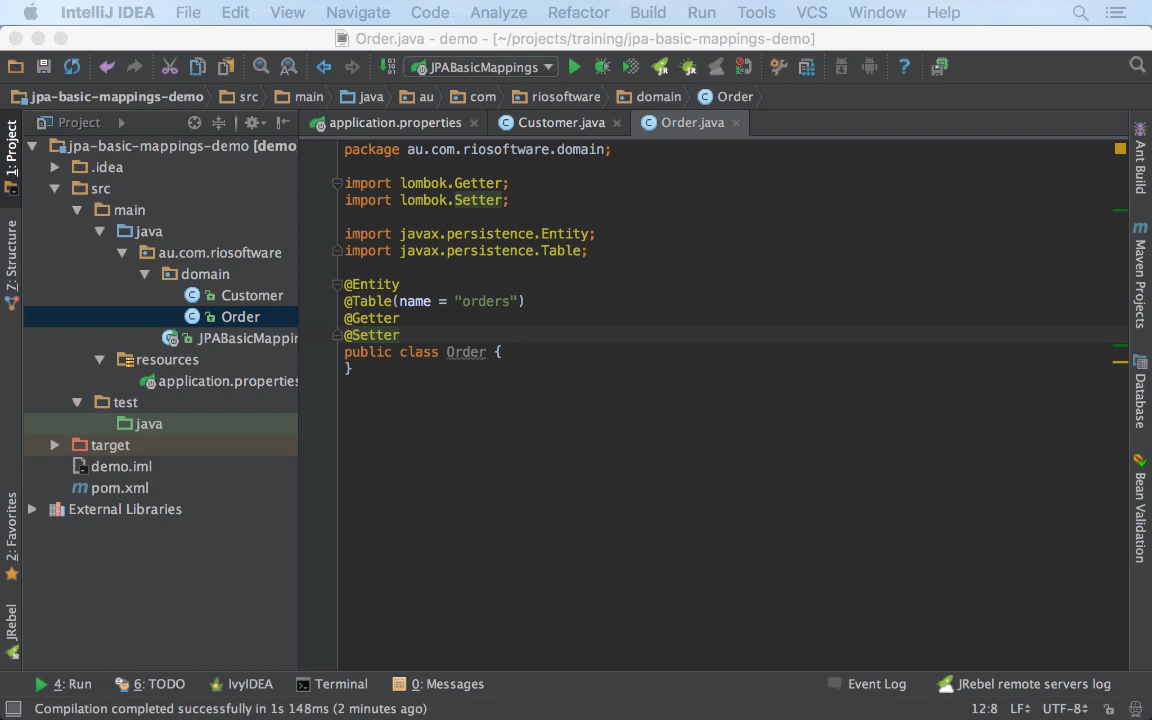 IntelliJ IDEA File Edit View Navigate Code Analyze Refactor Build Run Tools VCS Window Help
Order.java - demo - [~/projects/training/jpa-basic-mappings-demo]
JPABasicMappings
jpa-basic-mappings-demo src main java au com riosoftware domain Order
Project
application.properties Customer.java Order.java
1: Project
Z: Structure
2: Favorites
JRebel
jpa-basic-mappings-demo [demo
.idea
src
main
java
au.com.riosoftware
domain
Customer
Order
JPABasicMappin
resources
application.properties
test
java
target
demo.iml
pom.xml
External Libraries
package au.com.riosoftware.domain;
import lombok.Getter;
import lombok.Setter;
import javax.persistence.Entity;
import javax.persistence.Table;
@Entity
@Table(name = "orders")
@Getter
@Setter
public class Order {
}
Ant Build
Maven Projects
Database
Bean Validation
4: Run 6: TODO IvyIDEA Terminal 0: Messages Event Log JRebel remote servers log
Compilation completed successfully in 1s 148ms (2 minutes ago) 12:8 LF UTF-8